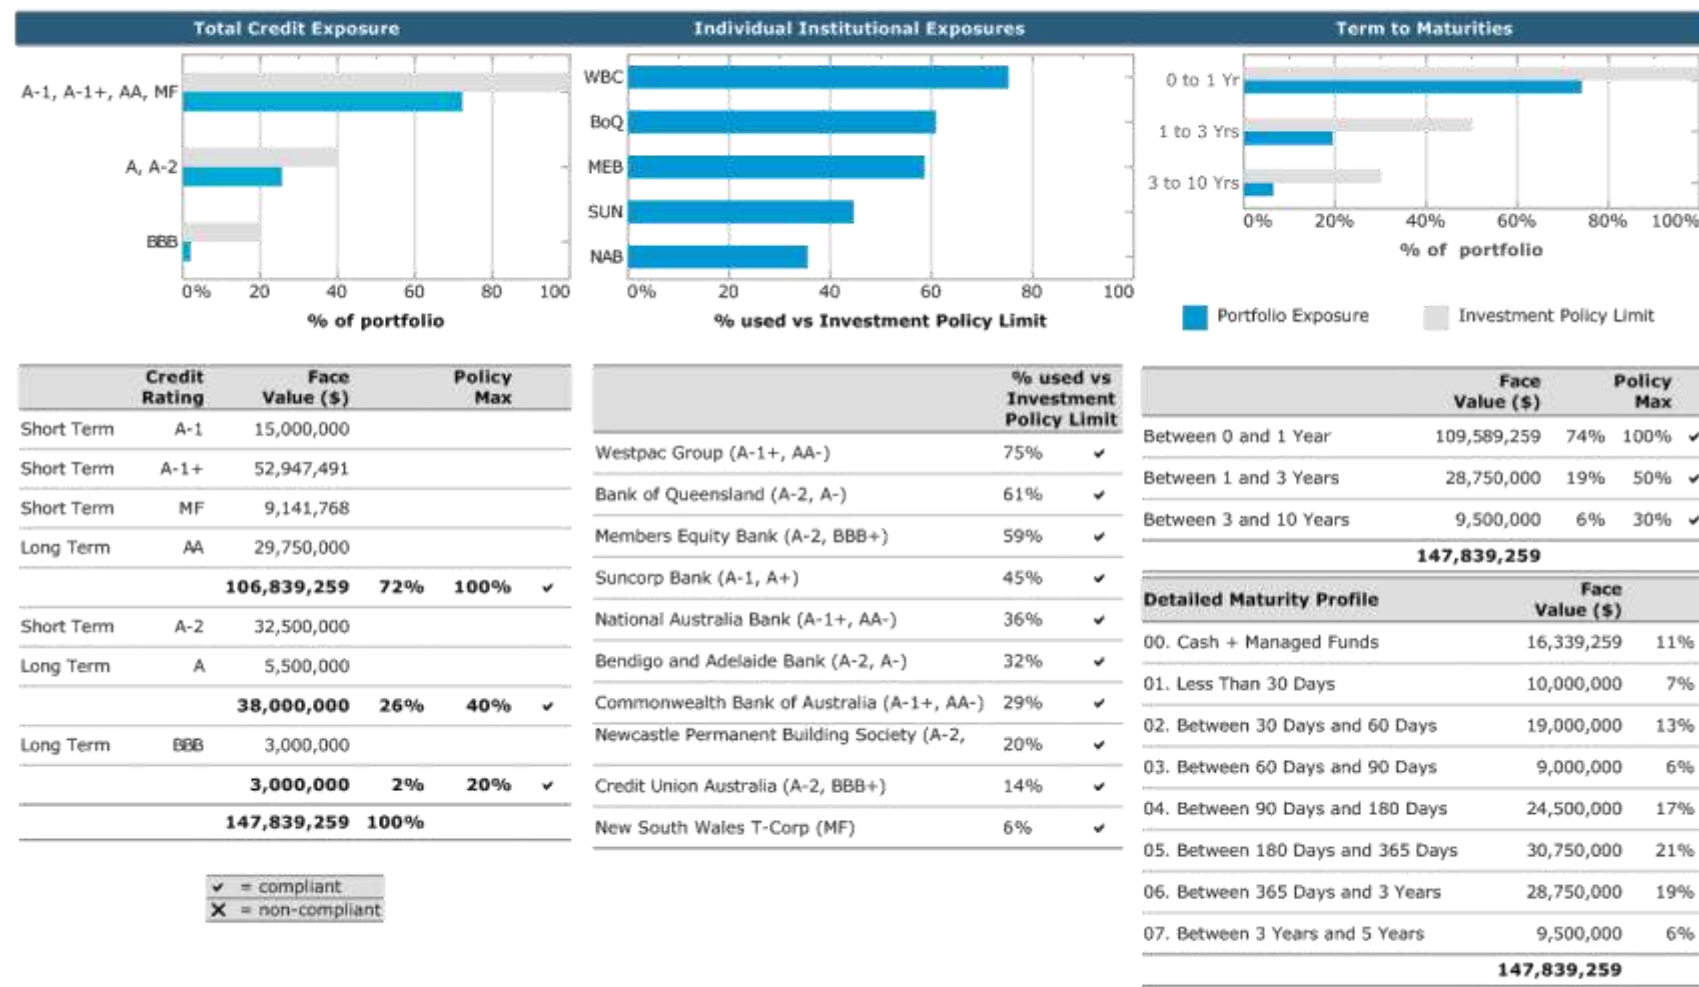 Total Credit Exposure
Individual Institutional Exposures
Term to Maturities
A-1, A-1+, AA, MF
A, A-2
BBB
0% 20 40 60 80 100
% of portfolio
WBC
BoQ
MEB
SUN
NAB
0% 20 40 60 80 100
% used vs Investment Policy Limit
0 to 1 Yr
1 to 3 Yrs
3 to 10 Yrs
0% 20% 40% 60% 80% 100%
% of portfolio
Portfolio Exposure Investment Policy Limit
Credit Rating Face Value ($) Policy Max
Short Term A-1 15,000,000
Short Term A-1+ 52,947,491
Short Term MF 9,141,768
Long Term AA 29,750,000
106,839,259 72% 100% ✔
Short Term A-2 32,500,000
Long Term A 5,500,000
38,000,000 26% 40% ✔
Long Term BBB 3,000,000
3,000,000 2% 20% ✔
147,839,259 100%
✔ = compliant
✘ = non-compliant
% used vs
Investment
Policy Limit
Westpac Group (A-1+, AA-) 75% ✔
Bank of Queensland (A-2, A-) 61% ✔
Members Equity Bank (A-2, BBB+) 59% ✔
Suncorp Bank (A-1, A+) 45% ✔
National Australia Bank (A-1+, AA-) 36% ✔
Bendigo and Adelaide Bank (A-2, A-) 32% ✔
Commonwealth Bank of Australia (A-1+, AA-) 29% ✔
Newcastle Permanent Building Society (A-2, 20% ✔
Credit Union Australia (A-2, BBB+) 14% ✔
New South Wales T-Corp (MF) 6% ✔
Face Value ($) Policy Max
Between 0 and 1 Year 109,589,259 74% 100% ✔
Between 1 and 3 Years 28,750,000 19% 50% ✔
Between 3 and 10 Years 9,500,000 6% 30% ✔
147,839,259
Detailed Maturity Profile Face Value ($)
00. Cash + Managed Funds 16,339,259 11%
01. Less Than 30 Days 10,000,000 7%
02. Between 30 Days and 60 Days 19,000,000 13%
03. Between 60 Days and 90 Days 9,000,000 6%
04. Between 90 Days and 180 Days 24,500,000 17%
05. Between 180 Days and 365 Days 30,750,000 21%
06. Between 365 Days and 3 Years 28,750,000 19%
07. Between 3 Years and 5 Years 9,500,000 6%
147,839,259